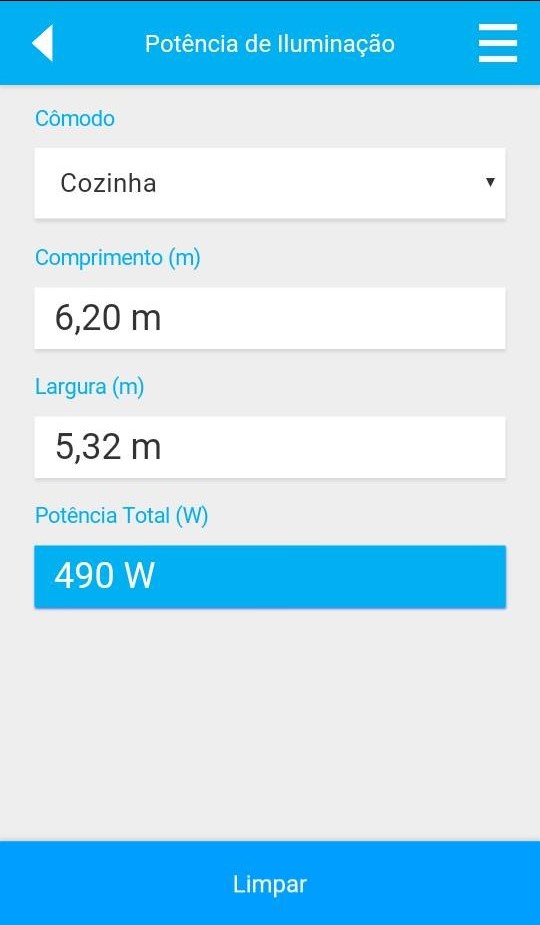 Potência de Iluminação
Cômodo
Cozinha
Comprimento (m)
6,20 m
Largura (m)
5,32 m
Potência Total (W)
490 W
Limpar